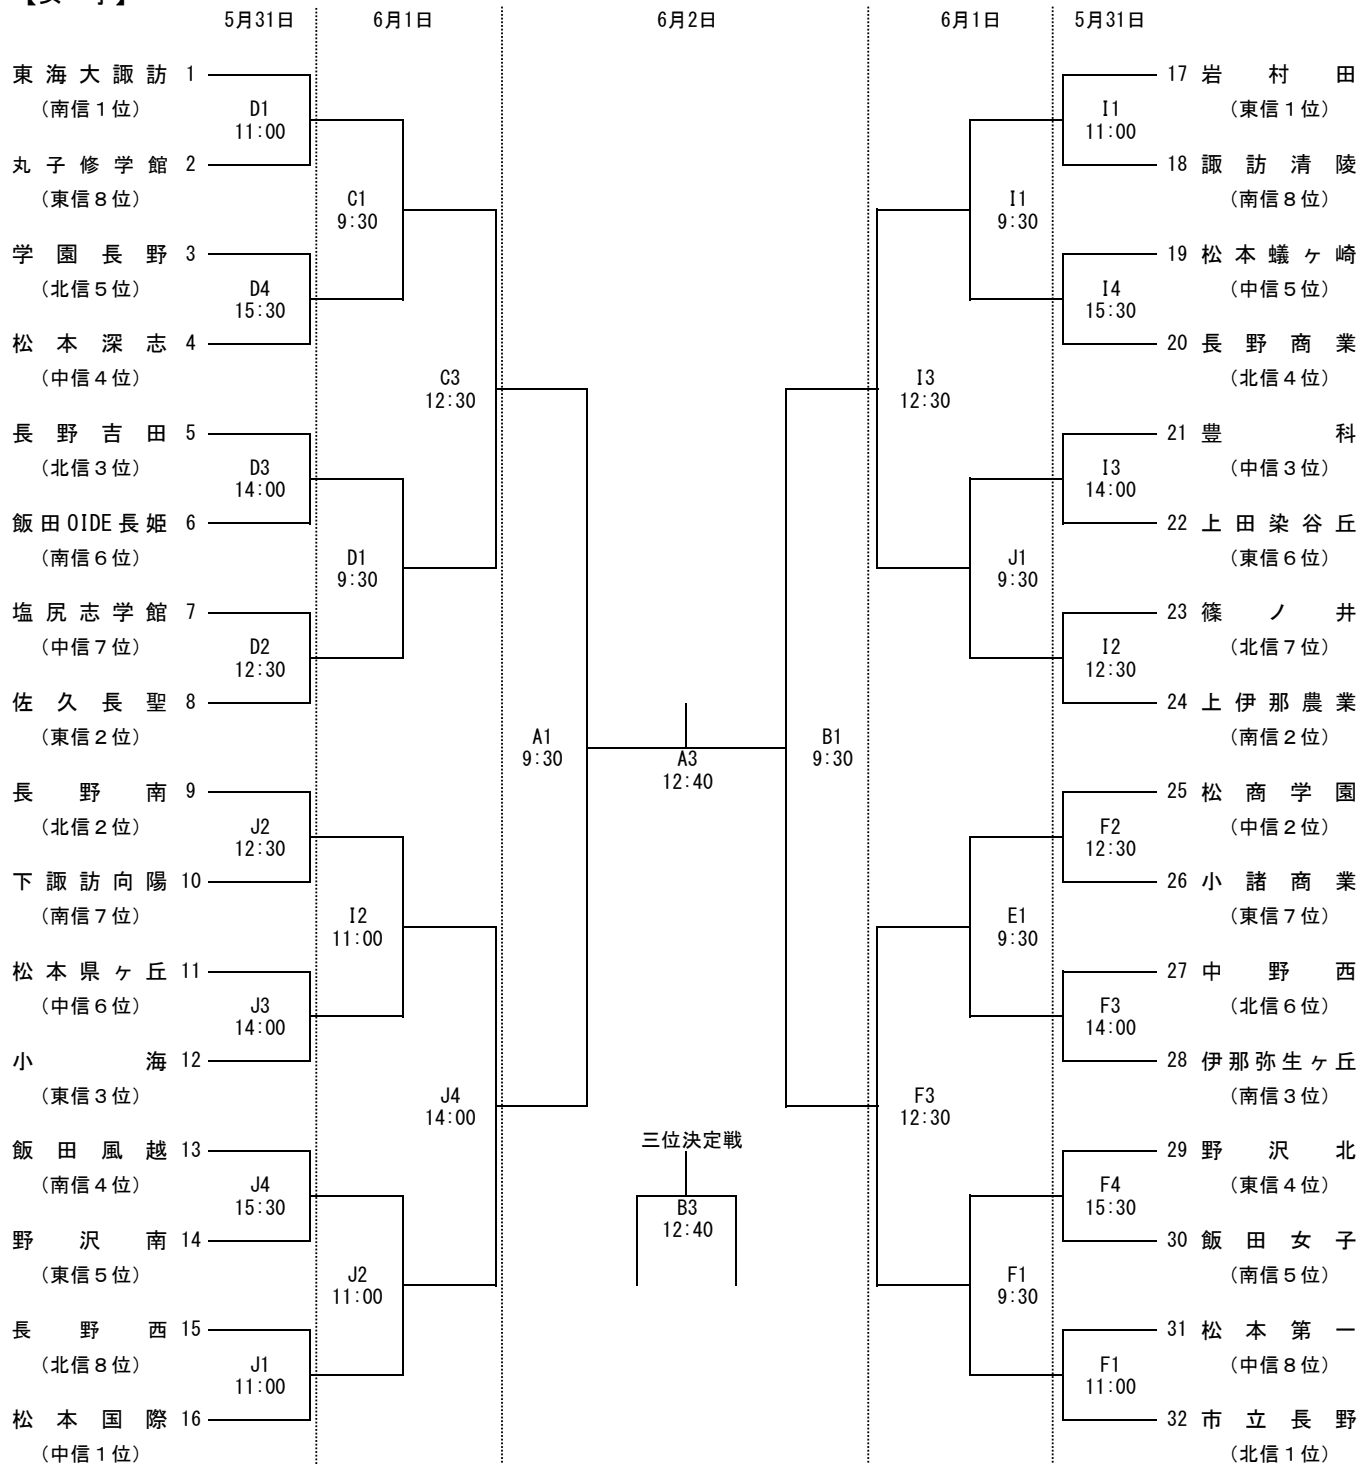 5月31日 6月1日 6月2日 6月1日 5月31日
東海大諏訪 1
(南信1位)
D1
11:00
丸子修学館 2
(東信8位)
C1
9:30
学園長野 3
(北信5位)
D4
15:30
松本深志 4
(中信4位)
C3
12:30
長野吉田 5
(北信3位)
D3
14:00
飯田OIDE長姫 6
(南信6位)
D1
9:30
塩尻志学館 7
(中信7位)
D2
12:30
佐久長聖 8
(東信2位)
A1
9:30
長野南 9
(北信2位)
J2
12:30
下諏訪向陽 10
(南信7位)
I2
11:00
松本県ヶ丘 11
(中信6位)
J3
14:00
小海 12
(東信3位)
J4
14:00
飯田風越 13
(南信4位)
J4
15:30
野沢南 14
(東信5位)
J2
11:00
長野西 15
(北信8位)
J1
11:00
松本国際 16
(中信1位)
A3
12:40
三位決定戦
B3
12:40
17 岩村田
(東信1位)
I1
11:00
18 諏訪清陵
(南信8位)
I1
9:30
19 松本蟻ヶ崎
(中信5位)
I4
15:30
20 長野商業
(北信4位)
I3
12:30
21 豊科
(中信3位)
I3
14:00
22 上田染谷丘
(東信6位)
J1
9:30
23 篠ノ井
(北信7位)
I2
12:30
24 上伊那農業
(南信2位)
B1
9:30
25 松商学園
(中信2位)
F2
12:30
26 小諸商業
(東信7位)
E1
9:30
27 中野西
(北信6位)
F3
14:00
28 伊那弥生ヶ丘
(南信3位)
F3
12:30
29 野沢北
(東信4位)
F4
15:30
30 飯田女子
(南信5位)
F1
9:30
31 松本第一
(中信8位)
F1
11:00
32 市立長野
(北信1位)